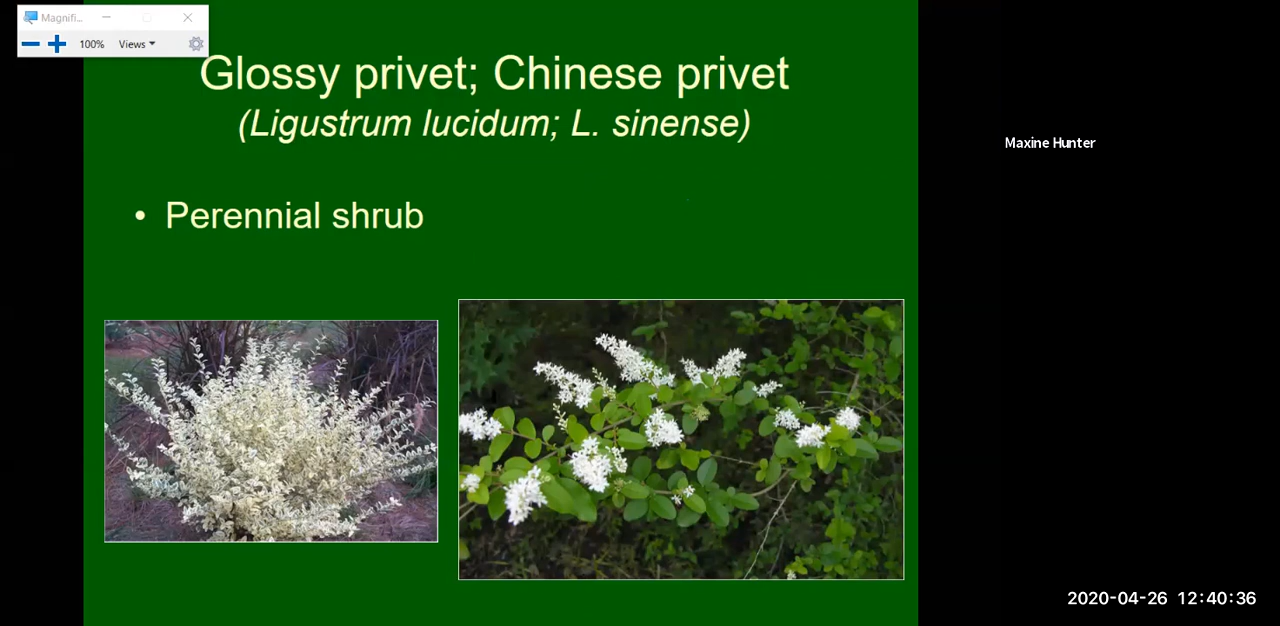 Magnifi...
100% Views
Glossy privet; Chinese privet
(Ligustrum lucidum; L. sinense)
• Perennial shrub
Maxine Hunter
2020-04-26 12:40:36